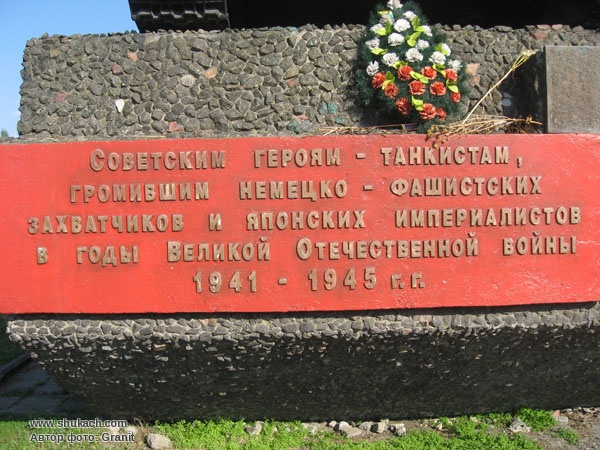 Советским героям - танкистам,
громившим немецко - фашистских
захватчиков и японских империалистов
в годы Великой Отечественной войны
1941 - 1945 г.г.
www.shukach.com
Автор фото: Granit